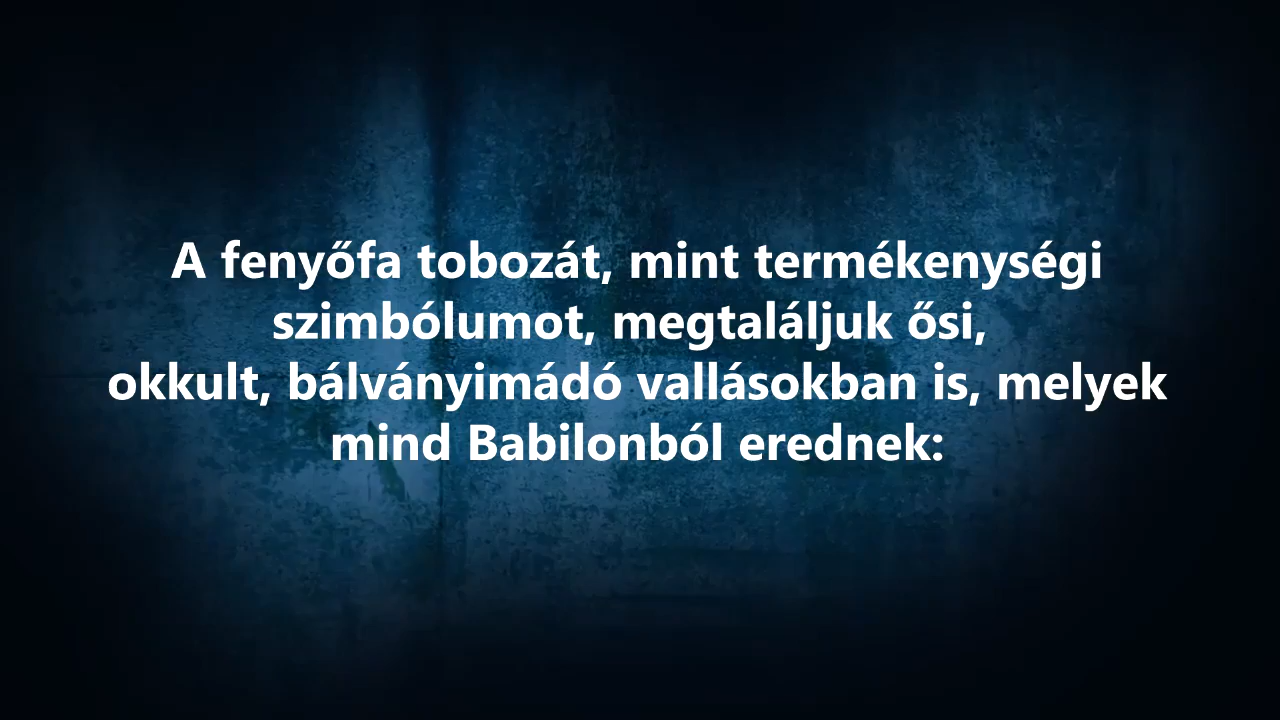 A fenyőfa tobozát, mint termékenységi
szimbólumot, megtaláljuk ősi,
okkult, bálványimádó vallásokban is, melyek
mind Babilonból erednek: